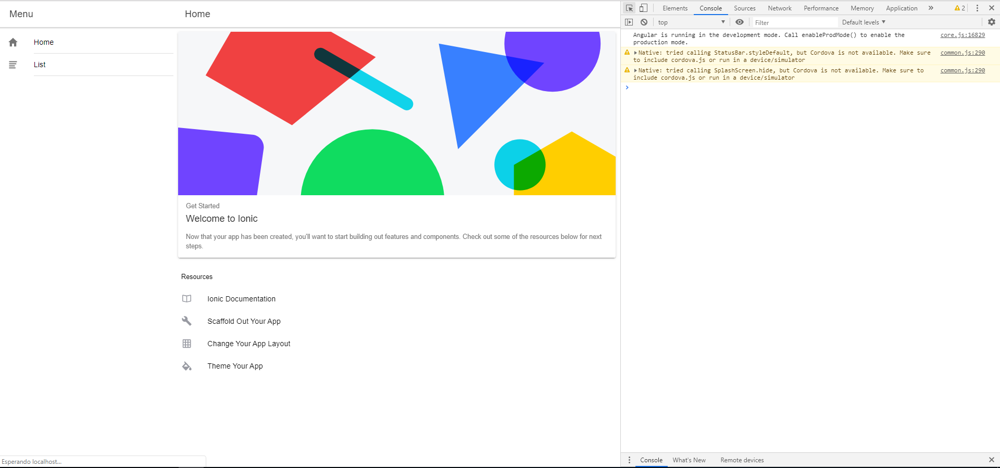 Menu
Home
Home
List
Get Started
Welcome to Ionic
Now that your app has been created, you'll want to start building out features and components. Check out some of the resources below for next
steps.
Resources
Ionic Documentation
Scaffold Out Your App
Change Your App Layout
Theme Your App
Esperando localhost...
Elements Console Sources Network Performance Memory Application » 2
top Filter Default levels
Angular is running in the development mode. Call enableProdMode() to enable the core.js:16829
production mode.
Native: tried calling StatusBar.styleDefault, but Cordova is not available. Make sure common.js:290
to include cordova.js or run in a device/simulator
Native: tried calling SplashScreen.hide, but Cordova is not available. Make sure to common.js:290
include cordova.js or run in a device/simulator
Console What's New Remote devices